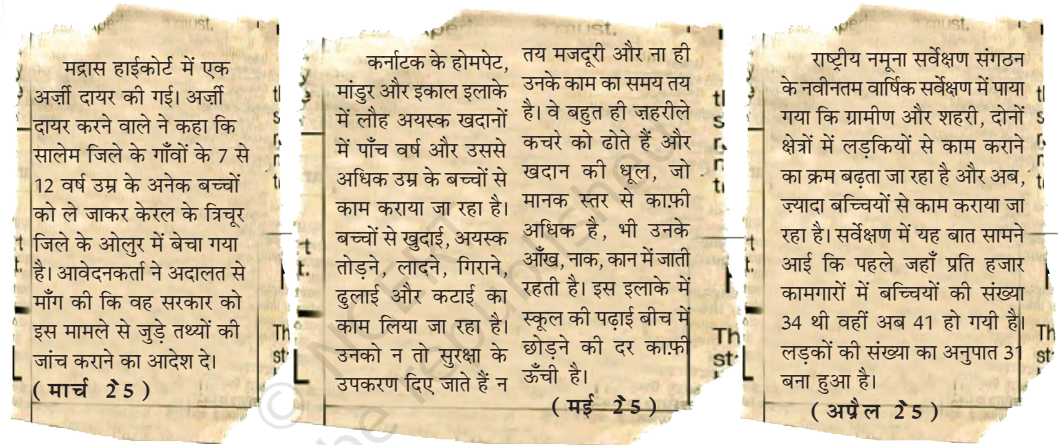 मद्रास हाईकोर्ट में एक
अर्ज़ी दायर की गई। अर्ज़ी
दायर करने वाले ने कहा कि
सालेम जिले के गाँवों के 7 से
12 वर्ष उम्र के अनेक बच्चों
को ले जाकर केरल के त्रिचूर
जिले के ओलुर में बेचा गया
है। आवेदनकर्ता ने अदालत से
माँग की कि वह सरकार को
इस मामले से जुड़े तथ्यों की
जांच कराने का आदेश दे।
( मार्च 25 )
कर्नाटक के होमपेट,
मांडुर और इकाल इलाके
में लौह अयस्क खदानों
में पाँच वर्ष और उससे
अधिक उम्र के बच्चों से
काम कराया जा रहा है।
बच्चों से खुदाई, अयस्क
तोड़ने, लादने, गिराने,
ढुलाई और कटाई का
काम लिया जा रहा है।
उनको न तो सुरक्षा के
उपकरण दिए जाते हैं न
तय मजदूरी और ना ही
उनके काम का समय तय
है। वे बहुत ही ज़हरीले
कचरे को ढोते हैं और
खदान की धूल, जो
मानक स्तर से काफ़ी
अधिक है, भी उनके
आँख, नाक, कान में जाती
रहती है। इस इलाके में
स्कूल की पढ़ाई बीच में
छोड़ने की दर काफ़ी
ऊँची है।
( मई 25 )
राष्ट्रीय नमूना सर्वेक्षण संगठन
के नवीनतम वार्षिक सर्वेक्षण में पाया
गया कि ग्रामीण और शहरी, दोनों
क्षेत्रों में लड़कियों से काम कराने
का क्रम बढ़ता जा रहा है और अब,
ज़्यादा बच्चियों से काम कराया जा
रहा है। सर्वेक्षण में यह बात सामने
आई कि पहले जहाँ प्रति हजार
कामगारों में बच्चियों की संख्या
34 थी वहीं अब 41 हो गयी है।
लड़कों की संख्या का अनुपात 31
बना हुआ है।
( अप्रैल 25 )